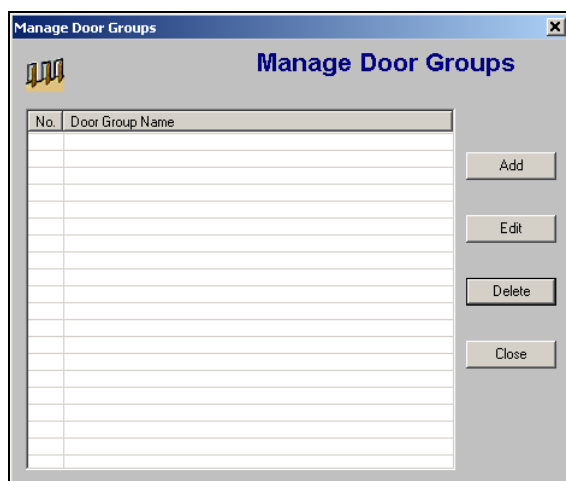 Manage Door Groups
Manage Door Groups
No. Door Group Name
Add
Edit
Delete
Close